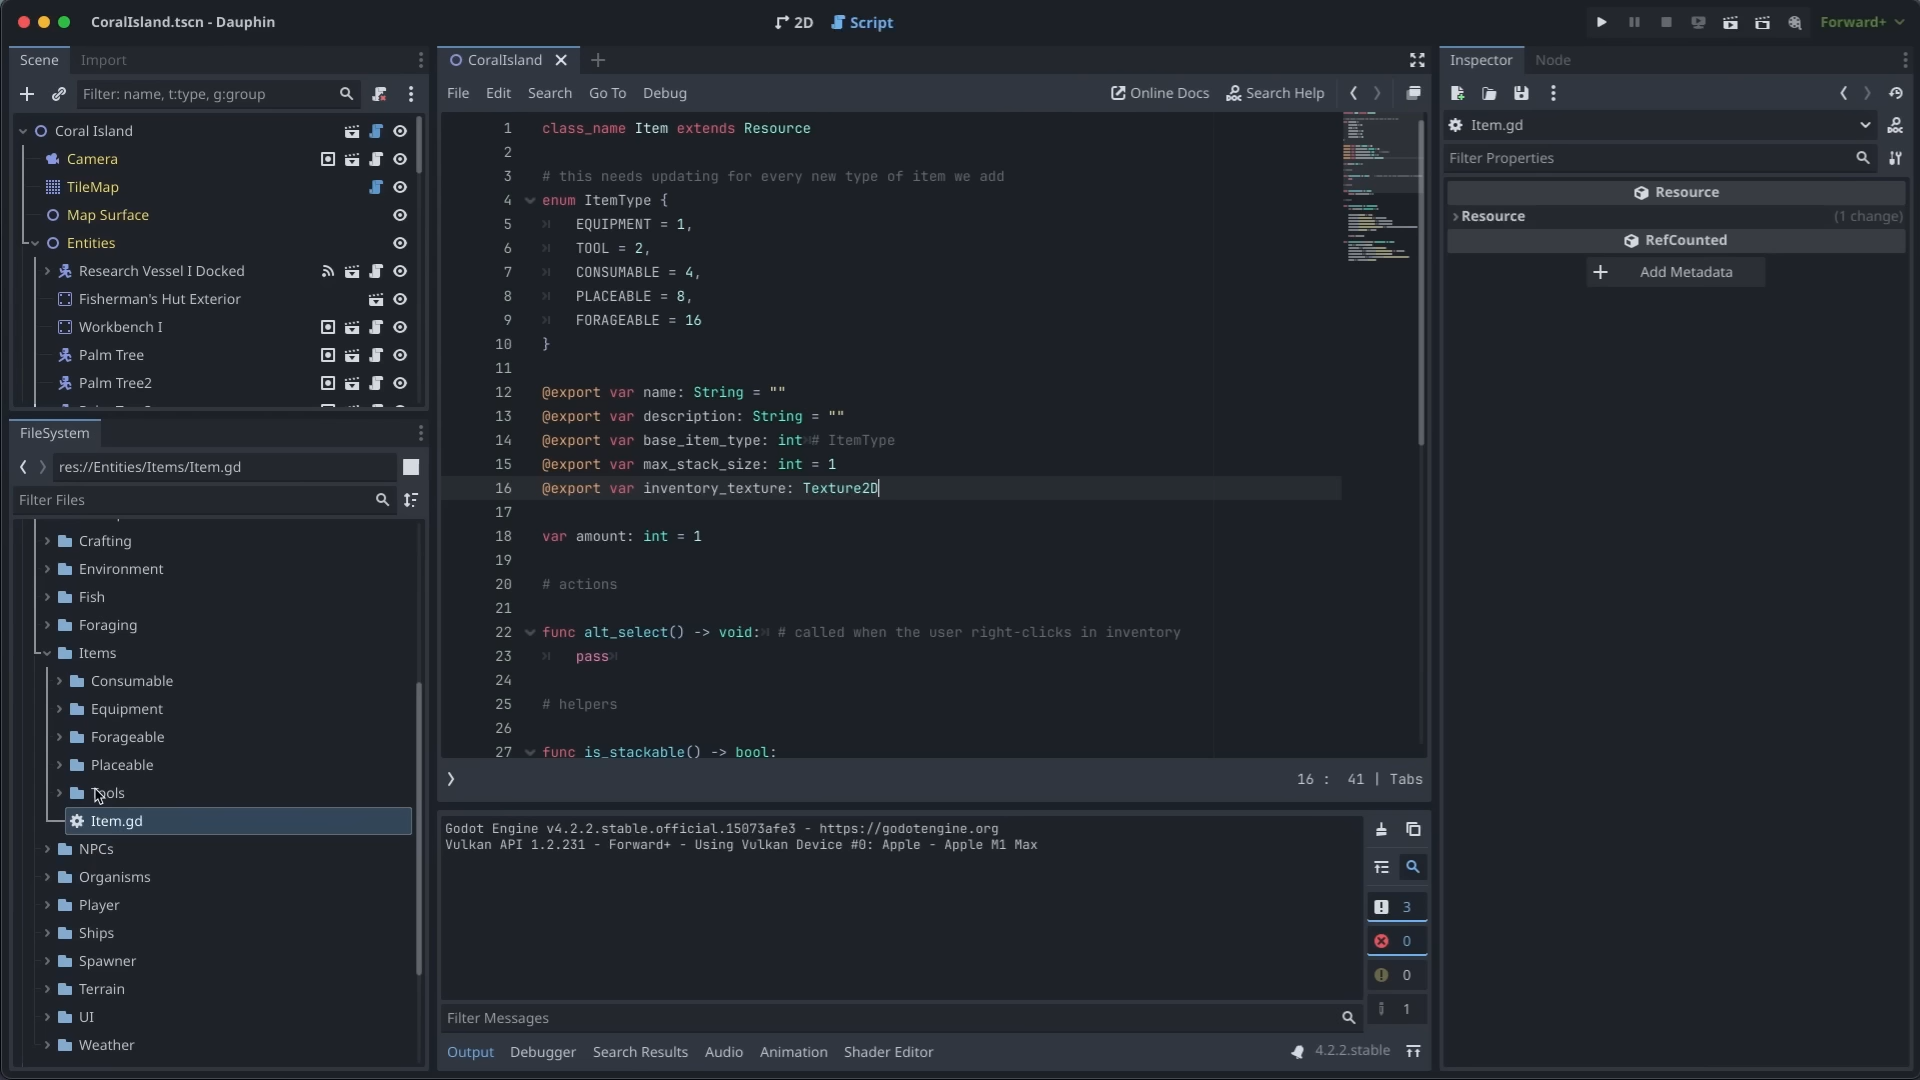 CoralIsland.tscn - Dauphin
2D
Script
Forward+
Scene
Import
Filter: name, t:type, g:group
Coral Island
Camera
TileMap
Map Surface
Entities
Research Vessel I Docked
Fisherman's Hut Exterior
Workbench I
Palm Tree
Palm Tree2
FileSystem
res://Entities/Items/Item.gd
Filter Files
Crafting
Environment
Fish
Foraging
Items
Consumable
Equipment
Forageable
Placeable
Tools
Item.gd
NPCs
Organisms
Player
Ships
Spawner
Terrain
UI
Weather
CoralIsland
File Edit Search Go To Debug
Online Docs
Search Help
1 class_name Item extends Resource
2
3 # this needs updating for every new type of item we add
4 enum ItemType {
5 EQUIPMENT = 1,
6 TOOL = 2,
7 CONSUMABLE = 4,
8 PLACEABLE = 8,
9 FORAGEABLE = 16
10 }
11
12 @export var name: String = ""
13 @export var description: String = ""
14 @export var base_item_type: int # ItemType
15 @export var max_stack_size: int = 1
16 @export var inventory_texture: Texture2D
17
18 var amount: int = 1
19
20 # actions
21
22 func alt_select() -> void: # called when the user right-clicks in inventory
23 pass
24
25 # helpers
26
27 func is_stackable() -> bool:
16 : 41 | Tabs
Godot Engine v4.2.2.stable.official.15073afe3 - https://godotengine.org
Vulkan API 1.2.231 - Forward+ - Using Vulkan Device #0: Apple - Apple M1 Max
3
0
0
1
Filter Messages
Output Debugger Search Results Audio Animation Shader Editor
4.2.2.stable
Inspector
Node
Item.gd
Filter Properties
Resource
Resource (1 change)
RefCounted
Add Metadata